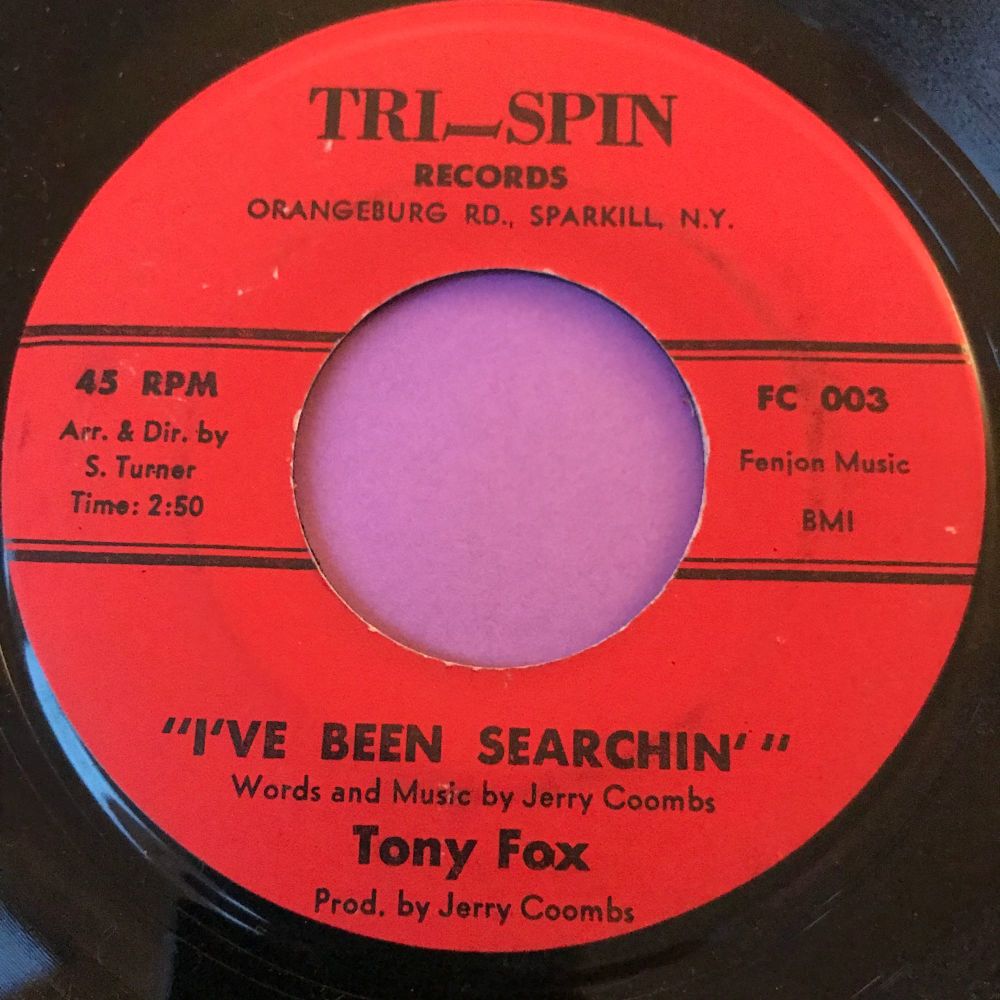 TRI-SPIN
RECORDS
ORANGEBURG RD., SPARKILL, N.Y.
45 RPM
Arr. & Dir. by
S. Turner
Time: 2:50
FC 003
Fenjon Music
BMI
"I'VE BEEN SEARCHIN'"
Words and Music by Jerry Coombs
Tony Fox
Prod. by Jerry Coombs